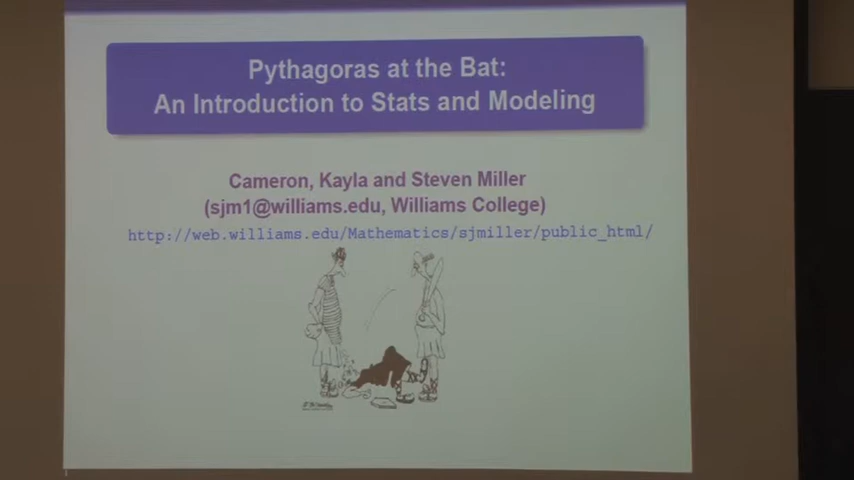 Pythagoras at the Bat:
An Introduction to Stats and Modeling
Cameron, Kayla and Steven Miller
(sjm1@williams.edu, Williams College)
http://web.williams.edu/Mathematics/sjmiller/public_html/